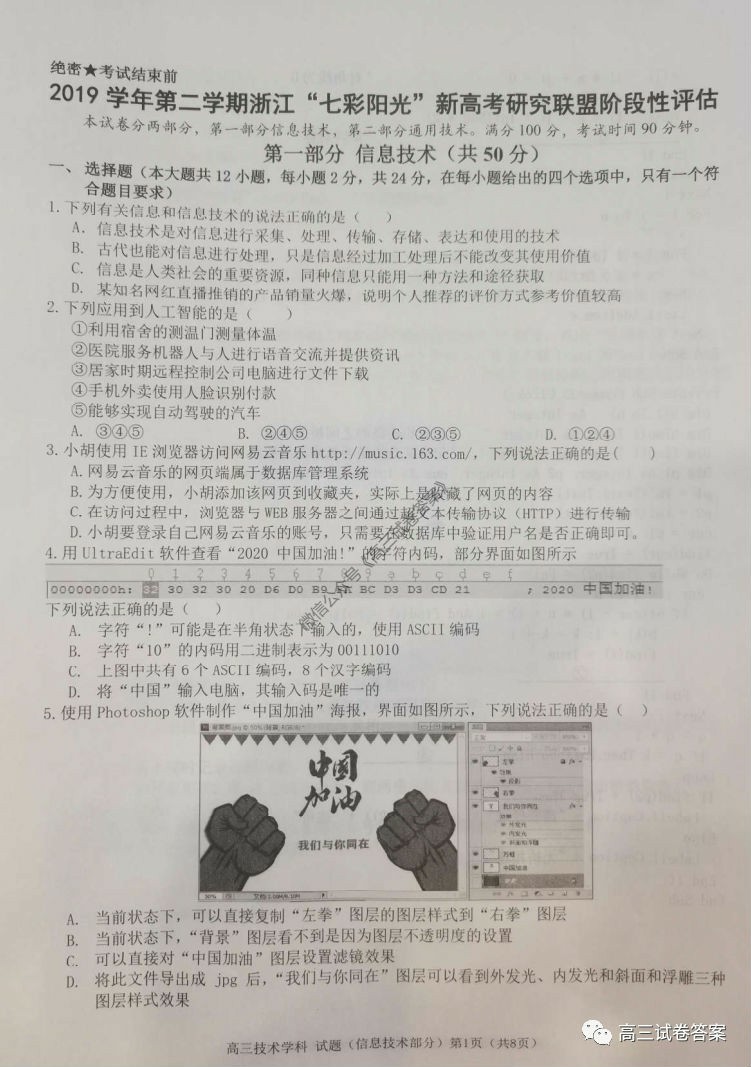 绝密★考试结束前
2019 学年第二学期浙江“七彩阳光”新高考研究联盟阶段性评估
本试卷分两部分，第一部分信息技术，第二部分通用技术。满分 100 分，考试时间 90 分钟。
第一部分 信息技术（共 50 分）
一、 选择题（本大题共 12 小题，每小题 2 分，共 24 分，在每小题给出的四个选项中，只有一个符
合题目要求）
1. 下列有关信息和信息技术的说法正确的是（ ）
A. 信息技术是对信息进行采集、处理、传输、存储、表达和使用的技术
B. 古代也能对信息进行处理，只是信息经过加工处理后不能改变其使用价值
C. 信息是人类社会的重要资源，同种信息只能用一种方法和途径获取
D. 某知名网红直播推销的产品销量火爆，说明个人推荐的评价方式参考价值较高
2. 下列应用到人工智能的是（ ）
①利用宿舍的测温门测量体温
②医院服务机器人与人进行语音交流并提供资讯
③居家时期远程控制公司电脑进行文件下载
④手机外卖使用人脸识别付款
⑤能够实现自动驾驶的汽车
A. ③④⑤ B. ②④⑤ C. ②③⑤ D. ①②④
3. 小胡使用 IE 浏览器访问网易云音乐 http://music.163.com/，下列说法正确的是( )
A. 网易云音乐的网页端属于数据库管理系统
B. 为方便使用，小胡添加该网页到收藏夹，实际上是收藏了网页的内容
C. 在访问过程中，浏览器与 WEB 服务器之间通过超文本传输协议（HTTP）进行传输
D. 小胡要登录自己网易云音乐的账号，只需要在数据库中验证用户名是否正确即可。
微信公众号《高三试卷答案》
4. 用 UltraEdit 软件查看“2020 中国加油!”的字符内码，部分界面如图所示
0 1 2 3 4 5 6 7 8 9 a b c d e f
00000000h: 32 30 32 30 20 D6 D0 B9 FA BC D3 D3 CD 21 ; 2020 中国加油!
下列说法正确的是（ ）
A. 字符“!”可能是在半角状态下输入的，使用 ASCII 编码
B. 字符“10”的内码用二进制表示为 00111010
C. 上图中共有 6 个 ASCII 编码，8 个汉字编码
D. 将“中国”输入电脑，其输入码是唯一的
5. 使用 Photoshop 软件制作“中国加油”海报，界面如图所示，下列说法正确的是（ ）
中国
加油
我们与你同在
左拳
效果
投影
右拳
我们与你同在
效果
外发光
内发光
斜面和浮雕
方框
中国加油
A. 当前状态下，可以直接复制“左拳”图层的图层样式到“右拳”图层
B. 当前状态下，“背景”图层看不到是因为图层不透明度的设置
C. 可以直接对“中国加油”图层设置滤镜效果
D. 将此文件导出成 jpg 后，“我们与你同在”图层可以看到外发光、内发光和斜面和浮雕三种
图层样式效果
高三技术学科 试题（信息技术部分）第1页（共8页）
高三试卷答案